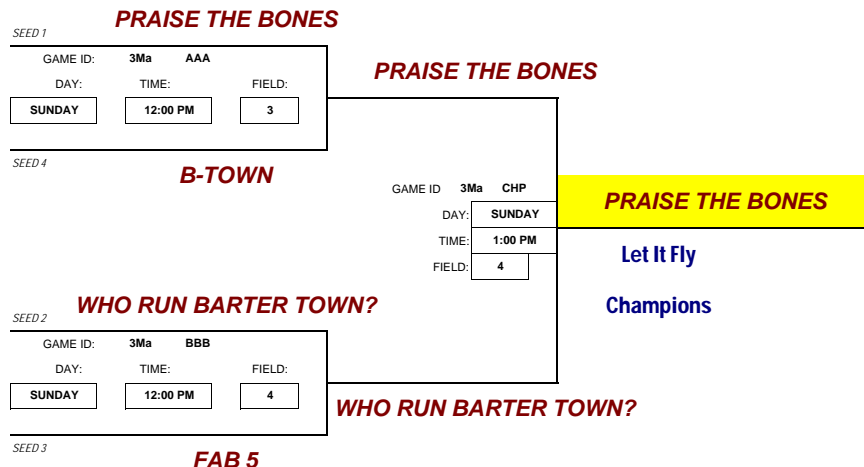 PRAISE THE BONES
SEED 1
GAME ID: 3Ma AAA
DAY: TIME: FIELD:
SUNDAY 12:00 PM 3
SEED 4
B-TOWN
PRAISE THE BONES
GAME ID 3Ma CHP
DAY: SUNDAY
TIME: 1:00 PM
FIELD: 4
PRAISE THE BONES
Let It Fly
Champions
WHO RUN BARTER TOWN?
SEED 2
GAME ID: 3Ma BBB
DAY: TIME: FIELD:
SUNDAY 12:00 PM 4
WHO RUN BARTER TOWN?
SEED 3
FAB 5